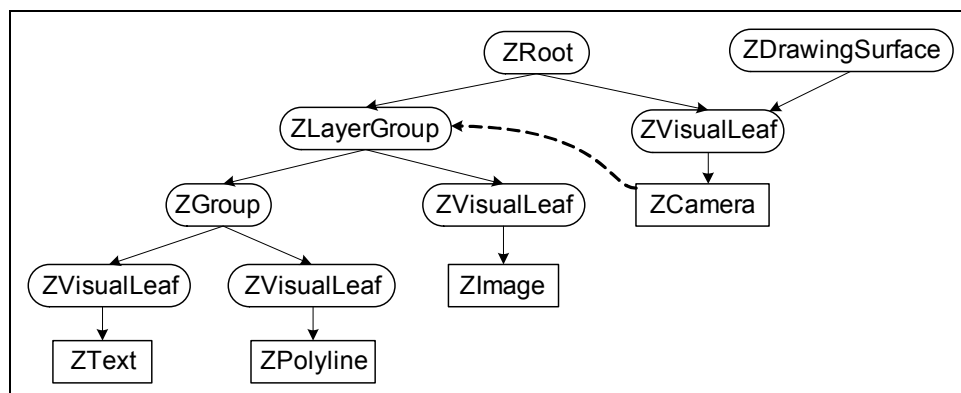 ZRoot
ZDrawingSurface
ZLayerGroup
ZVisualLeaf
ZGroup
ZVisualLeaf
ZCamera
ZVisualLeaf
ZVisualLeaf
ZImage
ZText
ZPolyline